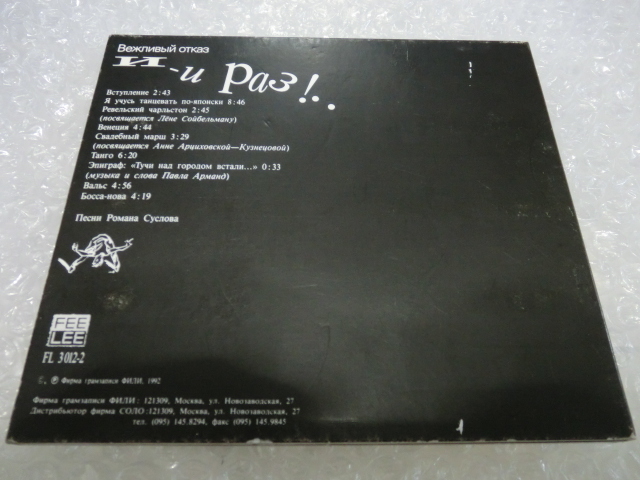 Вежливый отказ
И-и Раз!..
Вступление 2:43
Я учусь танцевать по-японски 8:46
Ревельский чарльстон 2:45
(посвящается Лёне Сойбельману)
Венеция 4:44
Свадебный марш 3:29
(посвящается Анне Арциховской—Кузнецовой)
Танго 6:20
Эпиграф: «Тучи над городом встали...» 0:33
(музыка и слова Павла Арманд)
Вальс 4:56
Босса-нова 4:19
Песни Романа Суслова
FEE
LEE
FL 3 012-2
©, ℗ Фирма грамзаписи ФИЛИ, 1992
Фирма грамзаписи ФИЛИ: 121309, Москва, ул. Новозаводская, 27
Дистрибьютор фирма СОЛО: 121309, Москва, ул. Новозаводская, 27
тел. (095) 145.8294, факс (095) 145.9845